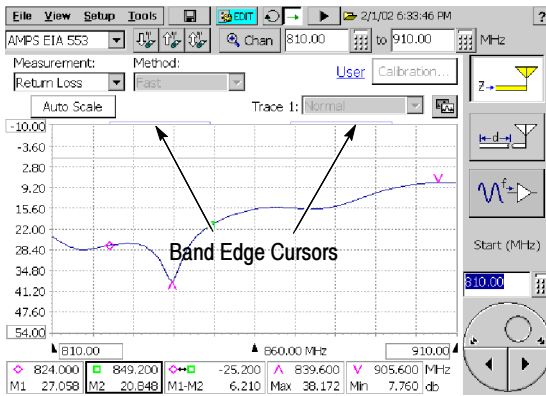 File View Setup Tools EDIT 2/1/02 6:33:46 PM ?
AMPS EIA 553 Chan 810.00 to 910.00 MHz
Measurement: Method: User Calibration...
Return Loss Fast
Auto Scale Trace 1: Normal
-10.00
-3.60
2.80
9.20
15.60
22.00
28.40
34.80
41.20
47.60
54.00
Band Edge Cursors
810.00 860.00 MHz 910.00
824.000 849.200 -25.200 839.600 905.600 MHz
M1 27.058 M2 20.848 M1-M2 6.210 Max 38.172 Min 7.760 db
Z
d
f
Start (MHz)
810.00